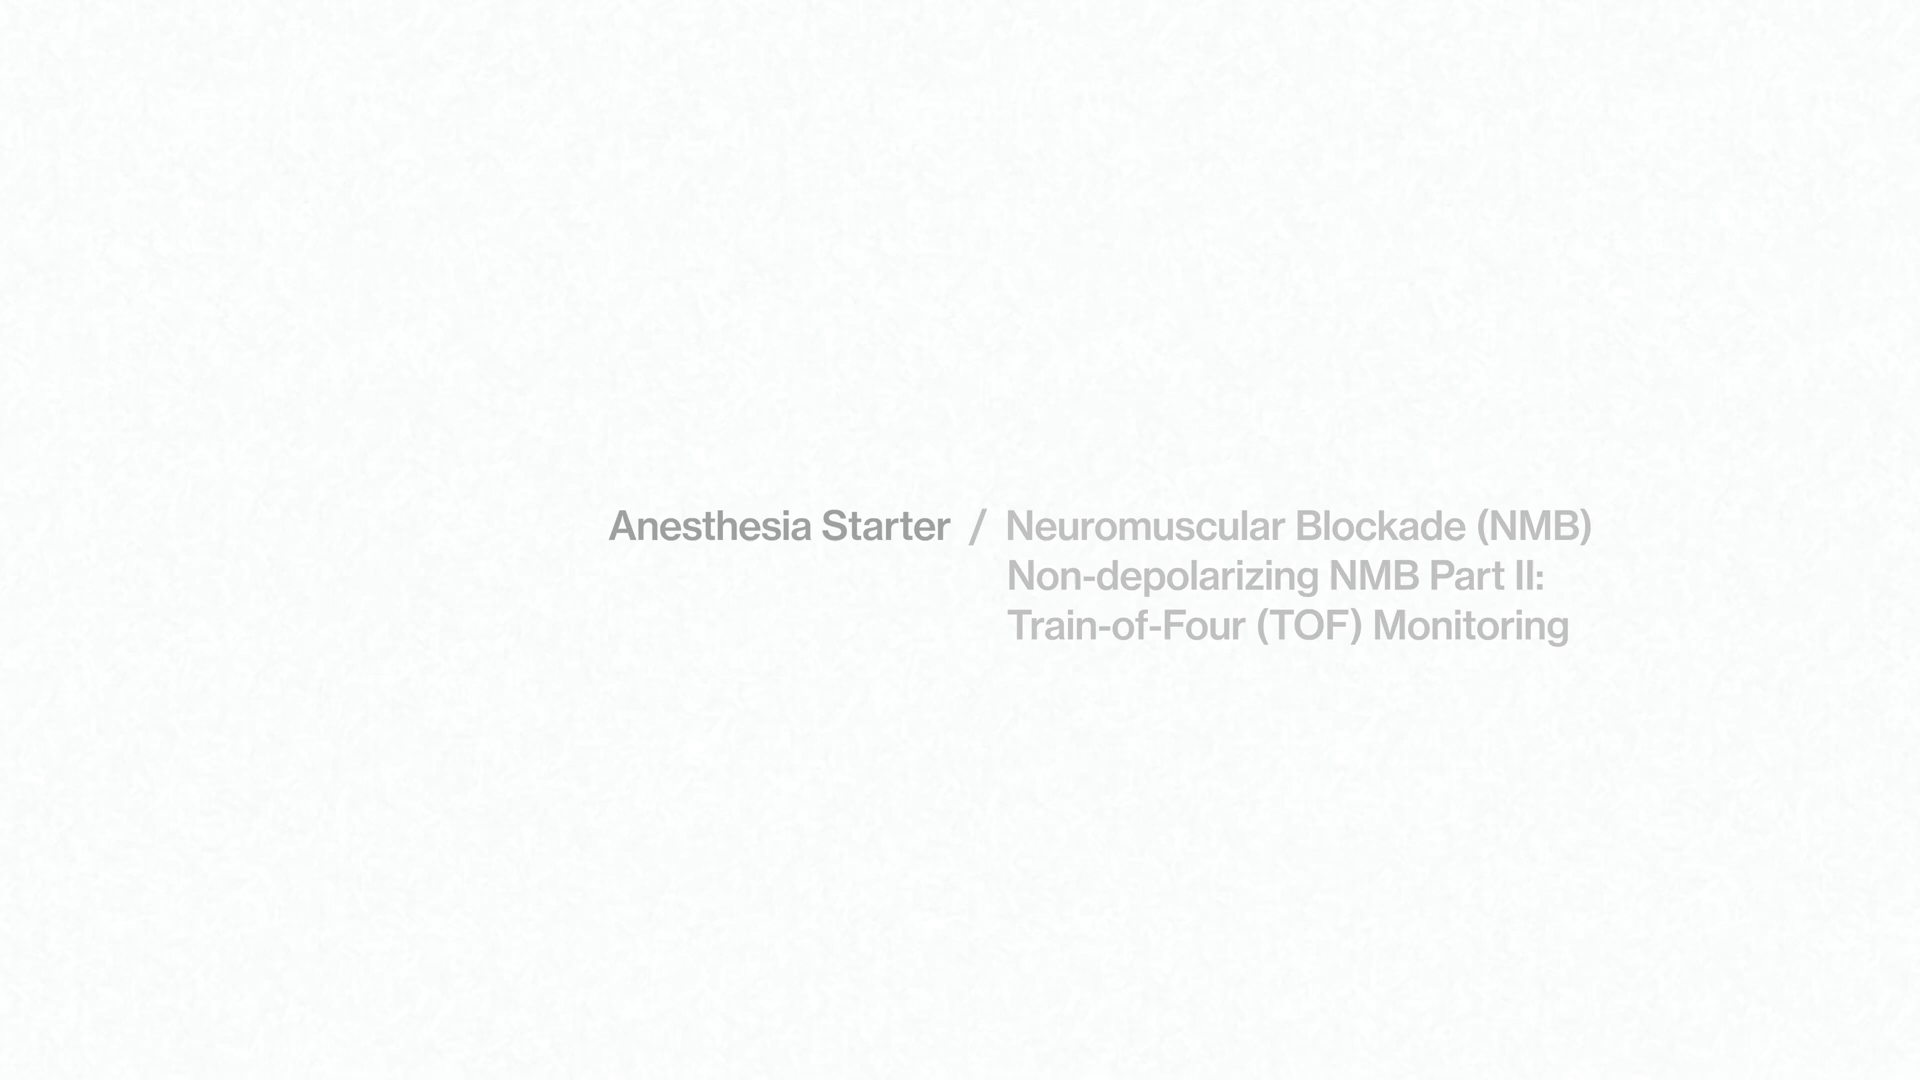 Anesthesia Starter / Neuromuscular Blockade (NMB)
Non-depolarizing NMB Part II:
Train-of-Four (TOF) Monitoring